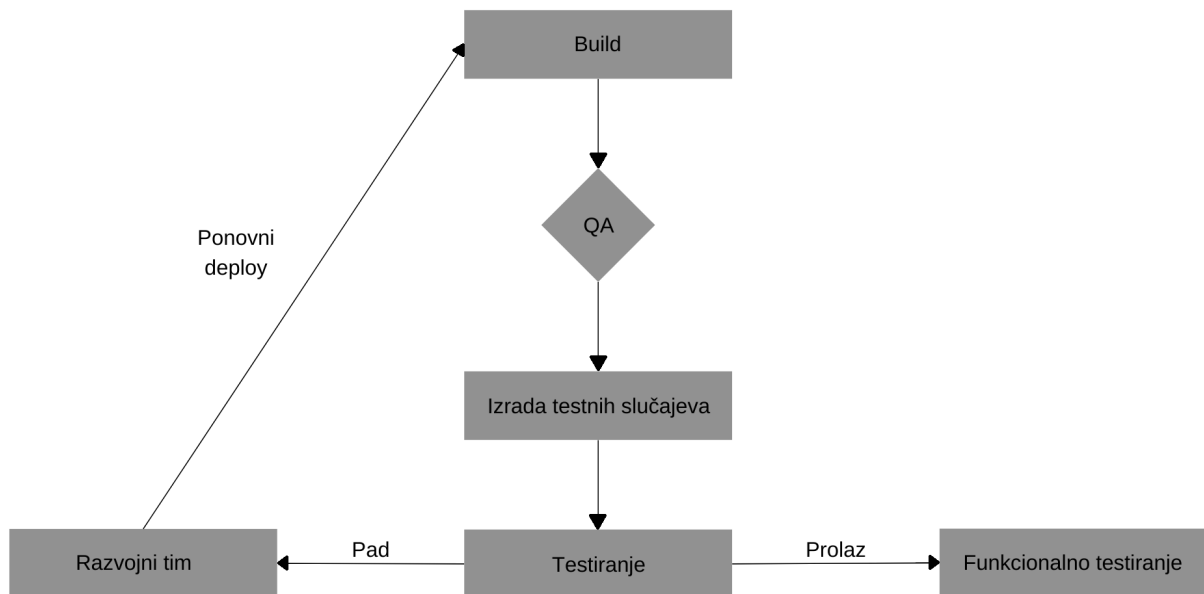 Build
QA
Ponovni
deploy
Izrada testnih slučajeva
Razvojni tim
Pad
Testiranje
Prolaz
Funkcionalno testiranje